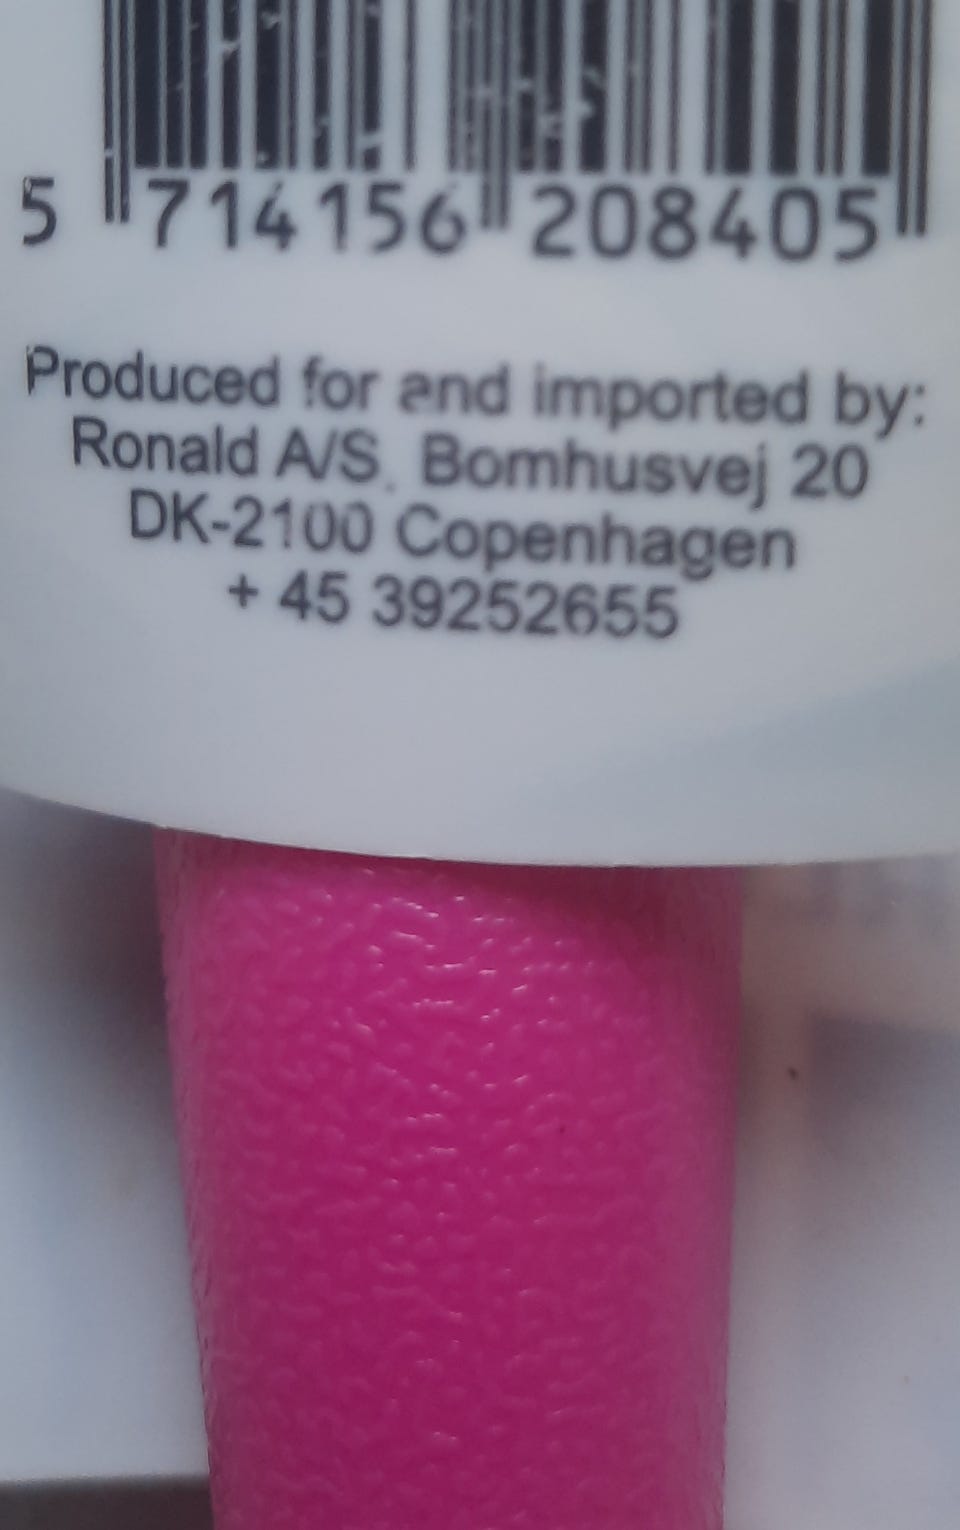 5 714156 208405
Produced for and imported by:
Ronald A/S, Bomhusvej 20
DK-2100 Copenhagen
+ 45 39252655